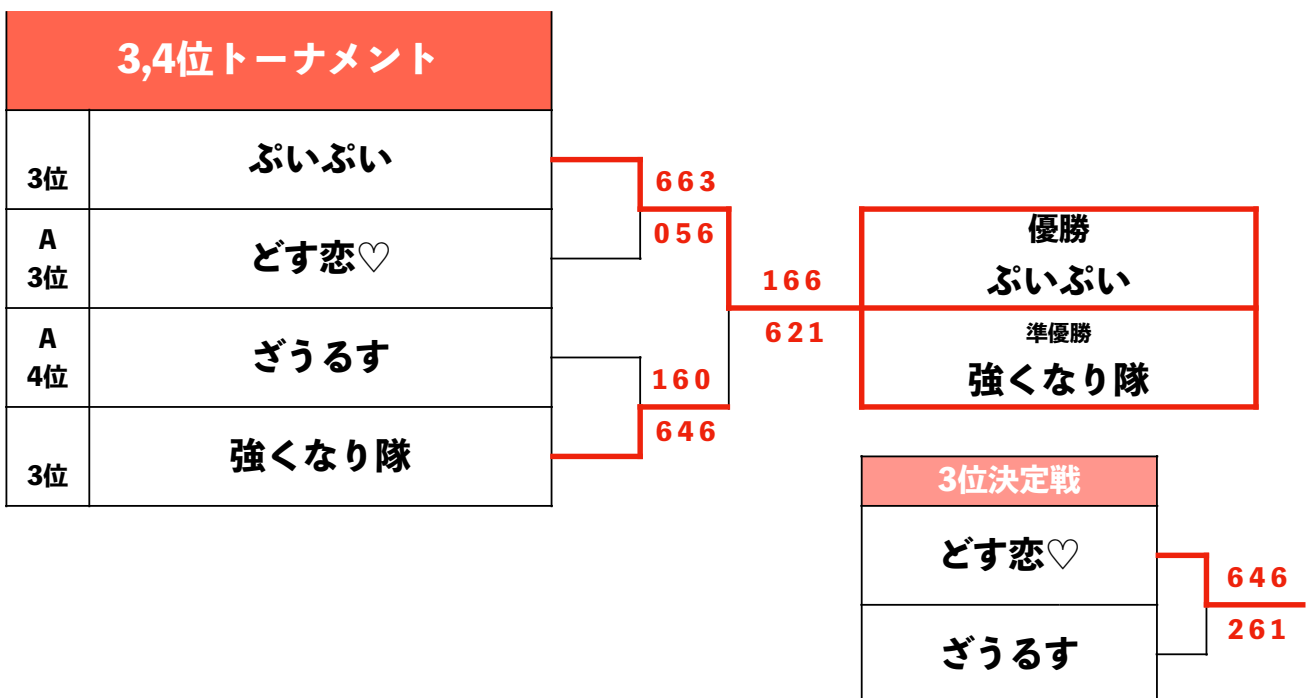 3,4位トーナメント
3位
ぷいぷい
A
3位
どす恋♡
A
4位
ざうるす
3位
強くなり隊
663
056
160
646
166
621
優勝
ぷいぷい
準優勝
強くなり隊
3位決定戦
どす恋♡
ざうるす
646
261